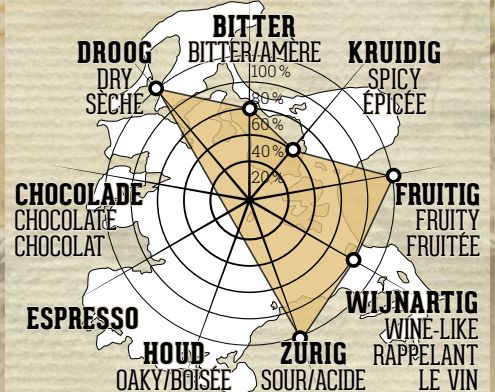 BITTER
BITTER/AMÈRE
DROOG
DRY
SÈCHE
KRUIDIG
SPICY
ÉPICÉE
100%
80%
60%
40%
20%
CHOCOLADE
CHOCOLATE
CHOCOLAT
FRUITIG
FRUITY
FRUITÉE
ESPRESSO
WIJNARTIG
WINE-LIKE
RAPPELANT
LE VIN
HOUD
OAKY/BOISÉE
ZURIG
SOUR/ACIDE